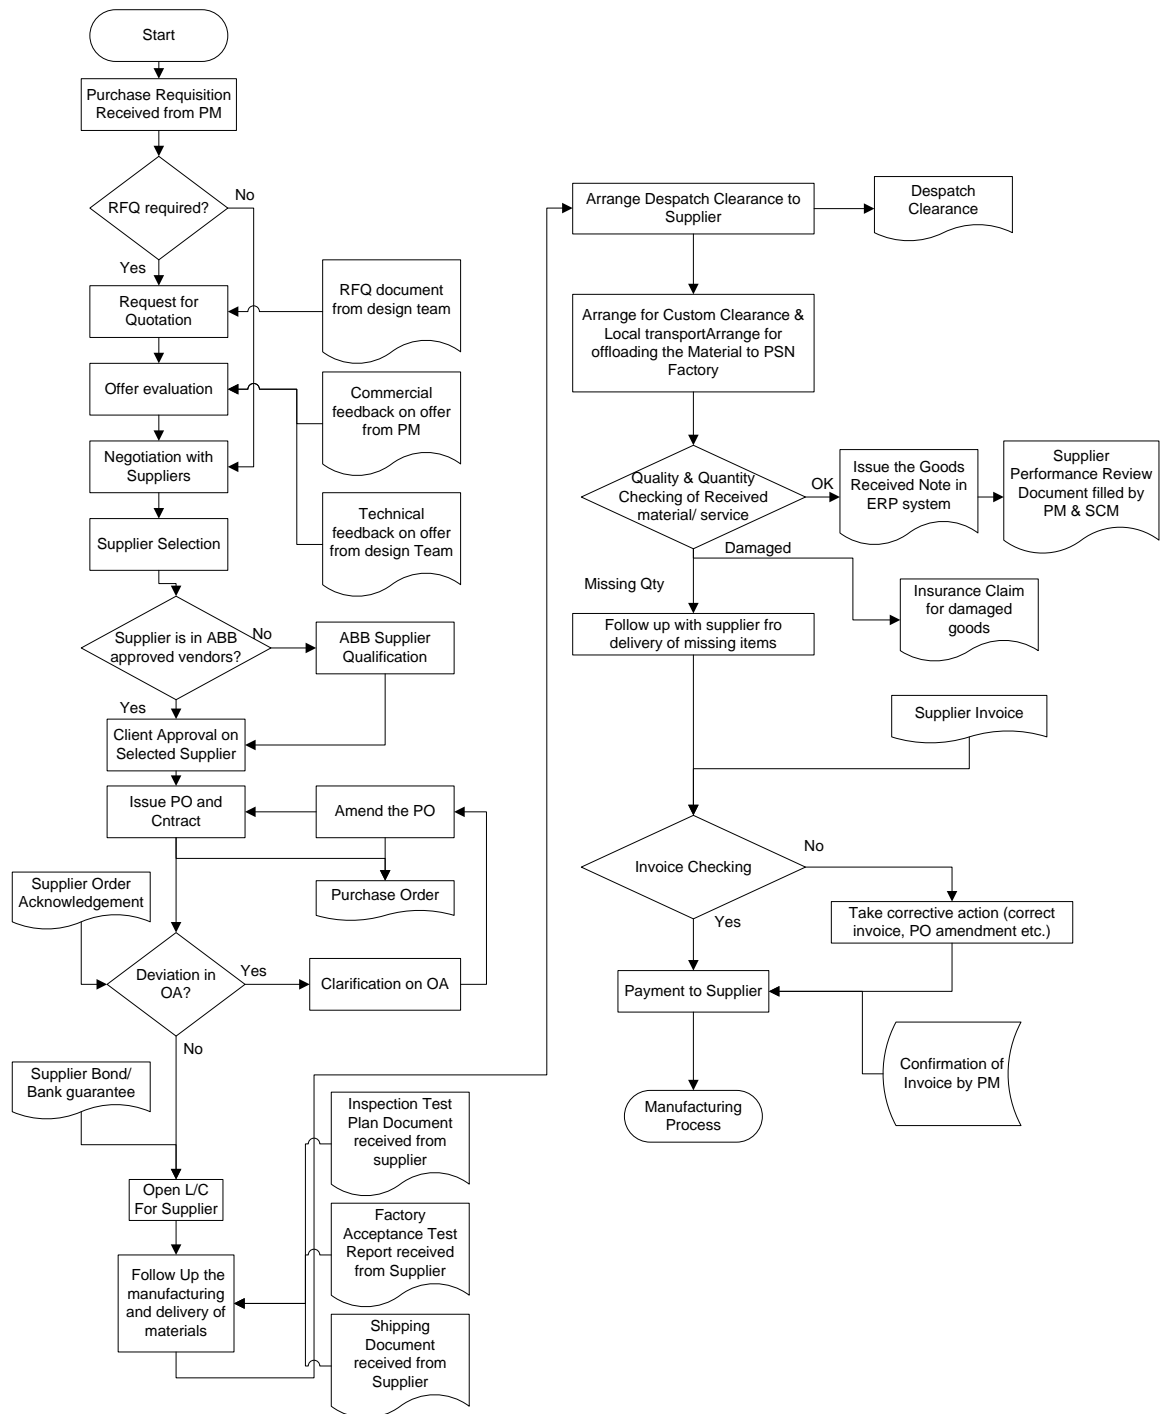 Start
Purchase Requisition
Received from PM
RFQ required?
No
Yes
Request for
Quotation
RFQ document
from design team
Offer evaluation
Commercial
feedback on offer
from PM
Negotiation with
Suppliers
Technical
feedback on offer
from design Team
Supplier Selection
Supplier is in ABB
approved vendors?
No
ABB Supplier
Qualification
Yes
Client Approval on
Selected Supplier
Issue PO and
Cntract
Amend the PO
Purchase Order
Supplier Order
Acknowledgement
Deviation in
OA?
Yes
Clarification on OA
No
Supplier Bond/
Bank guarantee
Open L/C
For Supplier
Inspection Test
Plan Document
received from
supplier
Factory
Acceptance Test
Report received
from Supplier
Follow Up the
manufacturing
and delivery of
materials
Shipping
Document
received from
Supplier
Arrange Despatch Clearance to
Supplier
Despatch
Clearance
Arrange for Custom Clearance &
Local transportArrange for
offloading the Material to PSN
Factory
Quality & Quantity
Checking of Received
material/ service
OK
Issue the Goods
Received Note in
ERP system
Supplier
Performance Review
Document filled by
PM & SCM
Damaged
Missing Qty
Insurance Claim
for damaged
goods
Follow up with supplier fro
delivery of missing items
Supplier Invoice
Invoice Checking
No
Yes
Take corrective action (correct
invoice, PO amendment etc.)
Payment to Supplier
Confirmation of
Invoice by PM
Manufacturing
Process